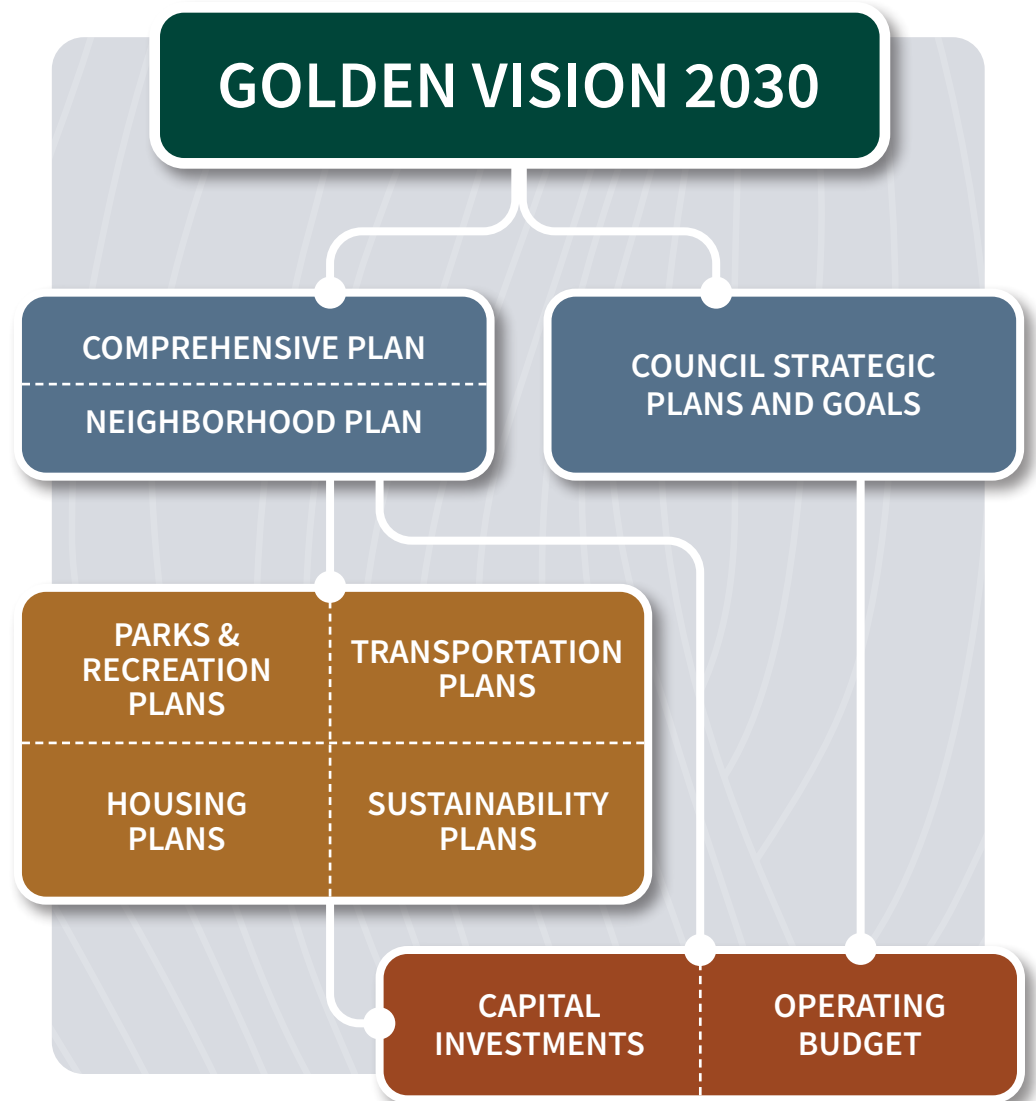 GOLDEN VISION 2030
COMPREHENSIVE PLAN
NEIGHBORHOOD PLAN
COUNCIL STRATEGIC
PLANS AND GOALS
PARKS &
RECREATION
PLANS
TRANSPORTATION
PLANS
HOUSING
PLANS
SUSTAINABILITY
PLANS
CAPITAL
INVESTMENTS
OPERATING
BUDGET